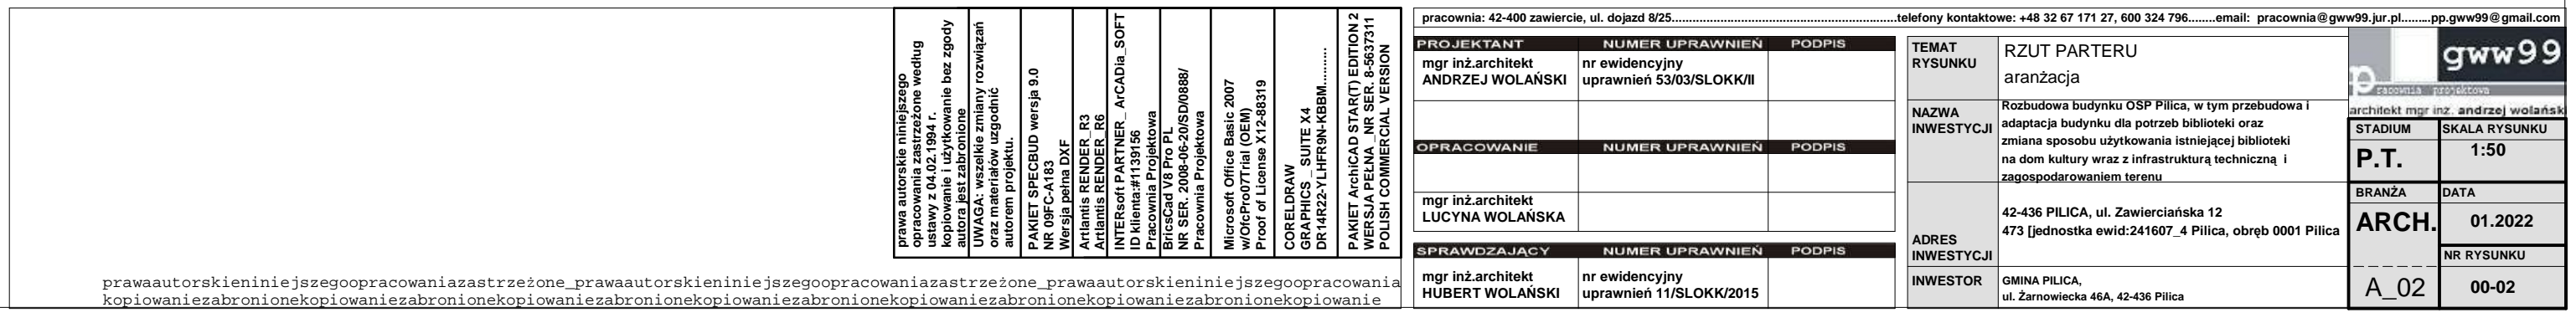 prawa autorskie niniejszego
opracowania zastrzeżone według
ustawy z 04.02.1994 r.
kopiowanie i użytkowanie bez zgody
autora jest zabronione
UWAGA: wszelkie zmiany rozwiązań
oraz materiałów uzgodnić
autorem projektu.
PAKIET SPECBUD wersja 9.0
NR 09FC-A183
Wersja pełna DXF
Artlantis RENDER_R3
Artlantis RENDER_R6
INTERsoft PARTNER_ ArCADia_SOFT
ID klienta:#1139156
Pracownia Projektowa
BricsCad V8 Pro PL
NR SER. 2008-06-20/SD/0888/
Pracownia Projektowa
Microsoft Office Basic 2007
w/OfcPro07Trial (OEM)
Proof of License X12-88319
CORELDRAW
GRAPHICS _ SUITE X4
DR14R22-YLHFR9N-KBBM..........
PAKIET ArchiCAD STAR(T) EDITION 2
WERSJA PEŁNA _NR SER. 8-5637311
POLISH COMMERCIAL VERSION
prawaautorskieniniejszegoopracowaniazastrzeżone_prawaautorskieniniejszegoopracowaniazastrzeżone_prawaautorskieniniejszegoopracowania
kopiowaniezabronionekopiowaniezabronionekopiowaniezabronionekopiowaniezabronionekopiowaniezabronionekopiowaniezabronionekopiowanie
pracownia: 42-400 zawiercie, ul. dojazd 8/25......................................................................telefony kontaktowe: +48 32 67 171 27, 600 324 796........email: pracownia@gww99.jur.pl.........pp.gww99@gmail.com
PROJEKTANT NUMER UPRAWNIEŃ PODPIS
mgr inż.architekt nr ewidencyjny
ANDRZEJ WOLAŃSKI uprawnień 53/03/SLOKK/II
OPRACOWANIE NUMER UPRAWNIEŃ PODPIS
mgr inż.architekt
LUCYNA WOLAŃSKA
SPRAWDZAJĄCY NUMER UPRAWNIEŃ PODPIS
mgr inż.architekt nr ewidencyjny
HUBERT WOLAŃSKI uprawnień 11/SLOKK/2015
TEMAT
RYSUNKU
RZUT PARTERU
aranżacja
NAZWA
INWESTYCJI
Rozbudowa budynku OSP Pilica, w tym przebudowa i
adaptacja budynku dla potrzeb biblioteki oraz
zmiana sposobu użytkowania istniejącej biblioteki
na dom kultury wraz z infrastrukturą techniczną i
zagospodarowaniem terenu
ADRES
INWESTYCJI
42-436 PILICA, ul. Zawierciańska 12
473 [jednostka ewid:241607_4 Pilica, obręb 0001 Pilica
INWESTOR
GMINA PILICA,
ul. Żarnowiecka 46A, 42-436 Pilica
gww99
pracownia projektowa
architekt mgr inż. andrzej wolański
STADIUM SKALA RYSUNKU
P.T. 1:50
BRANŻA DATA
ARCH. 01.2022
NR RYSUNKU
A_02 00-02